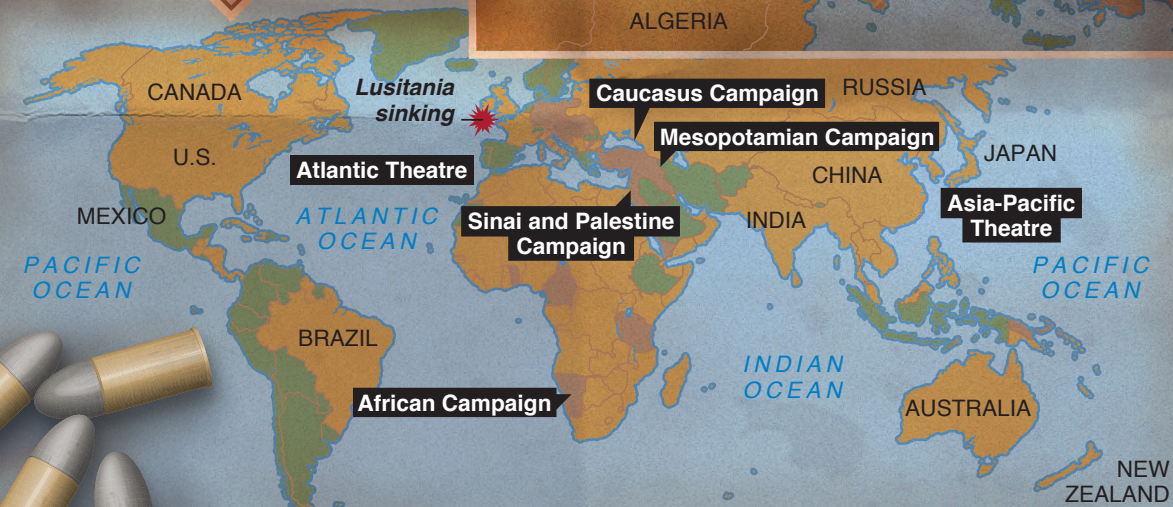 ALGERIA
CANADA
Lusitania
sinking
Caucasus Campaign
RUSSIA
Mesopotamian Campaign
U.S.
Atlantic Theatre
JAPAN
CHINA
MEXICO
ATLANTIC
OCEAN
Sinai and Palestine
Campaign
INDIA
Asia-Pacific
Theatre
PACIFIC
OCEAN
PACIFIC
OCEAN
BRAZIL
INDIAN
OCEAN
African Campaign
AUSTRALIA
NEW
ZEALAND